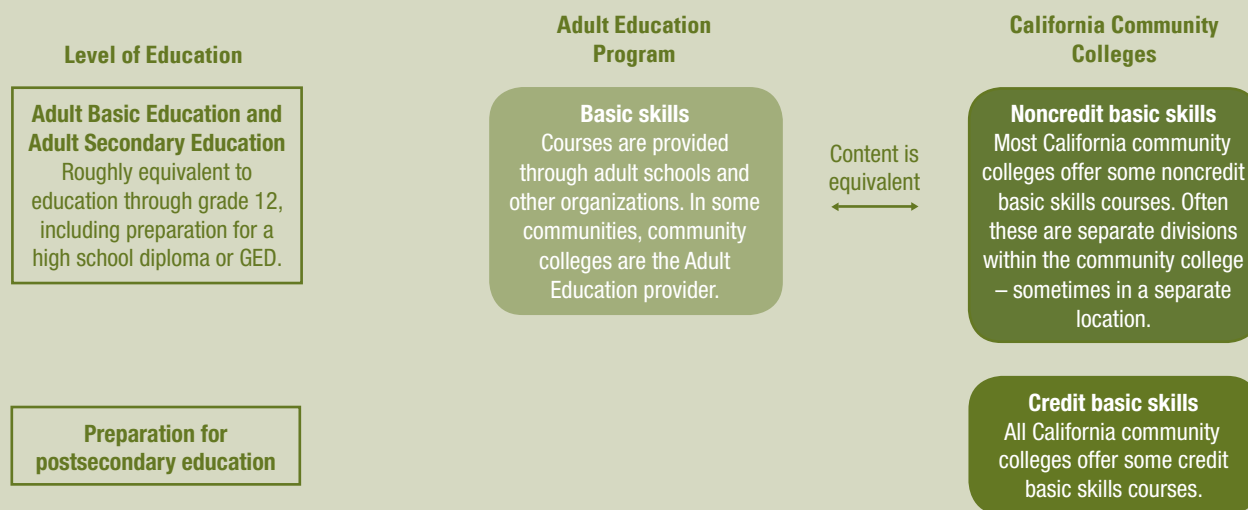 Level of Education
Adult Education
Program
California Community
Colleges
Adult Basic Education and
Adult Secondary Education
Roughly equivalent to
education through grade 12,
including preparation for a
high school diploma or GED.
Basic skills
Courses are provided
through adult schools and
other organizations. In some
communities, community
colleges are the Adult
Education provider.
Content is
equivalent
Noncredit basic skills
Most California community
colleges offer some noncredit
basic skills courses. Often
these are separate divisions
within the community college
– sometimes in a separate
location.
Preparation for
postsecondary education
Credit basic skills
All California community
colleges offer some credit
basic skills courses.